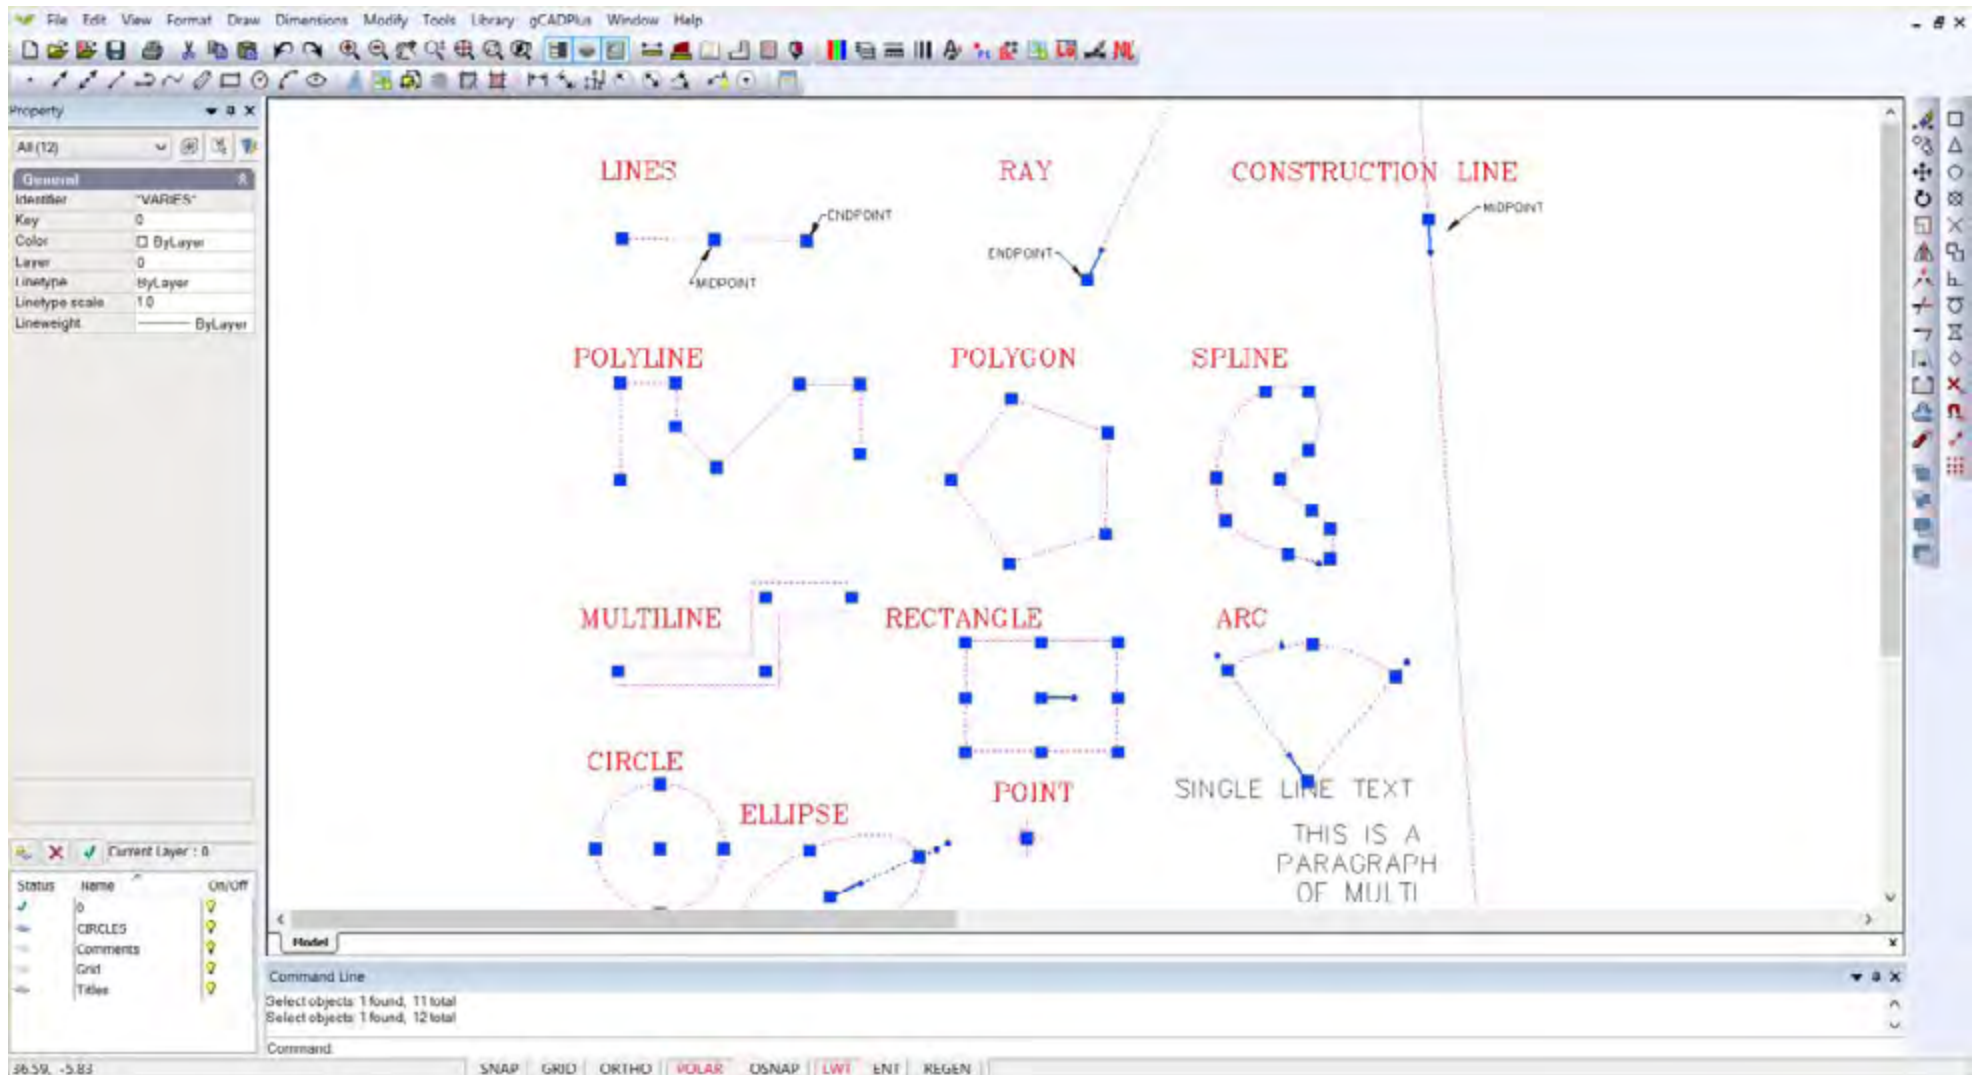 File Edit View Format Draw Dimensions Modify Tools Library gCADPlus Window Help
Property
All (12)
General
Identifier "VARIES"
Key 0
Color ByLayer
Layer 0
Linetype ByLayer
Linetype scale 1.0
Lineweight ByLayer
Current Layer : 0
Status Name On/Off
0
CIRCLES
Comments
Grid
Titles
LINES
RAY
CONSTRUCTION LINE
ENDPOINT
MIDPOINT
ENDPOINT
MIDPOINT
POLYLINE
POLYGON
SPLINE
MULTILINE
RECTANGLE
ARC
CIRCLE
ELLIPSE
POINT
SINGLE LINE TEXT
THIS IS A
PARAGRAPH
OF MULTI
Model
Command Line
Select objects: 1 found, 11 total
Select objects: 1 found, 12 total
Command:
36.59, -5.83
SNAP GRID ORTHO POLAR OSNAP LWT ENT REGEN